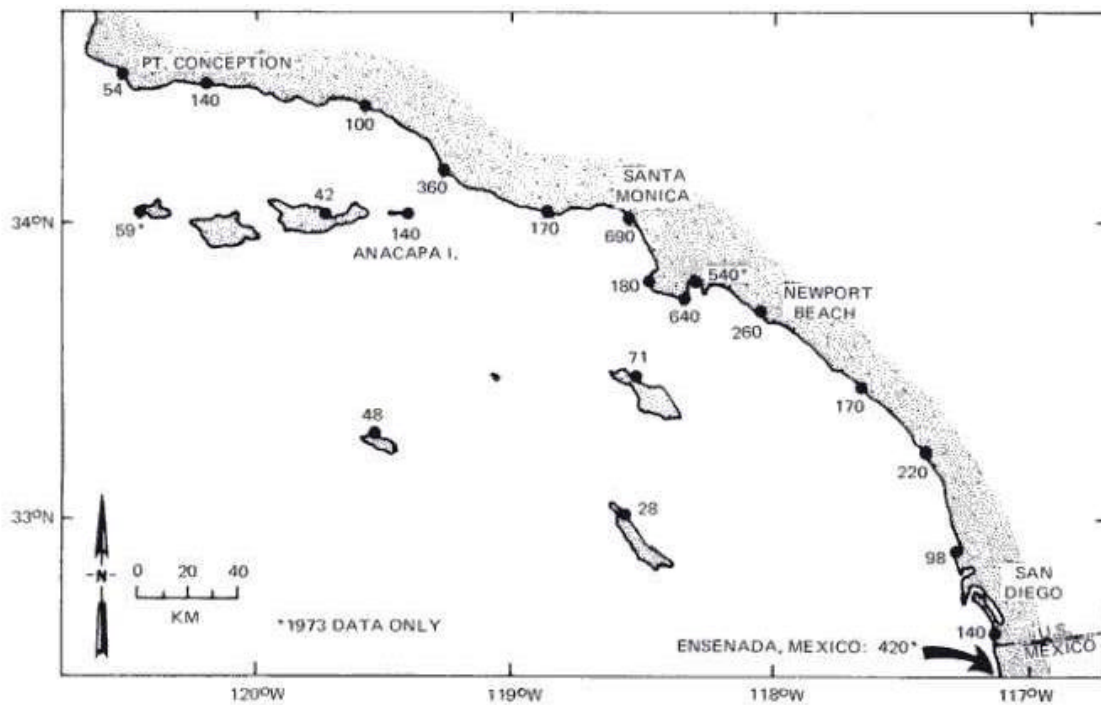 PT. CONCEPTION
54
140
100
360
SANTA
MONICA
34°N
59*
42
140
ANACAPA I.
170
690
180
540*
640
NEWPORT
BEACH
260
71
170
48
220
33°N
28
98
-N-
0 20 40
KM
*1973 DATA ONLY
SAN
DIEGO
140
U.S.
MEXICO
ENSENADA, MEXICO: 420*
120°W
119°W
118°W
117°W